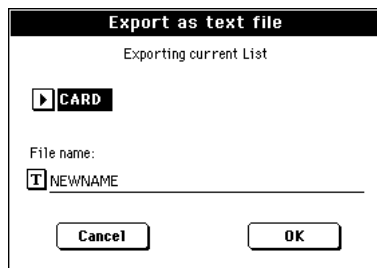 Export as text file
Exporting current List
CARD
File name:
T NEWNAME
Cancel OK